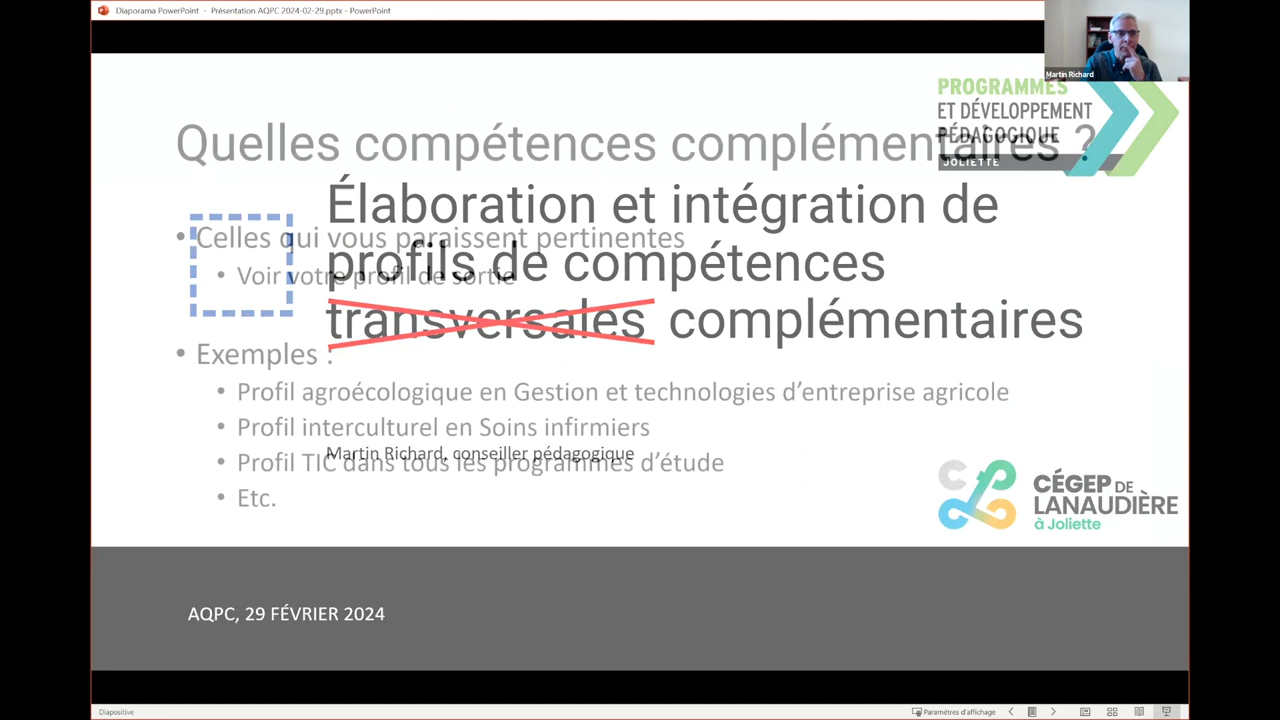 Diaporama PowerPoint - Présentation AQPC 2024-02-29.pptx - PowerPoint
Martin Richard
PROGRAMMES
ET DÉVELOPPEMENT
PÉDAGOGIQUE
JOLIETTE
Quelles compétences complémentaires ?
Élaboration et intégration de
profils de compétences
transversales complémentaires
• Celles qui vous paraissent pertinentes
• Voir votre profil de sortie
• Exemples :
• Profil agroécologique en Gestion et technologies d’entreprise agricole
• Profil interculturel en Soins infirmiers
Martin Richard, conseiller pédagogique
• Profil TIC dans tous les programmes d’étude
• Etc.
CÉGEP DE
LANAUDIÈRE
à Joliette
AQPC, 29 FÉVRIER 2024
Diapositive
Paramètres d'affichage